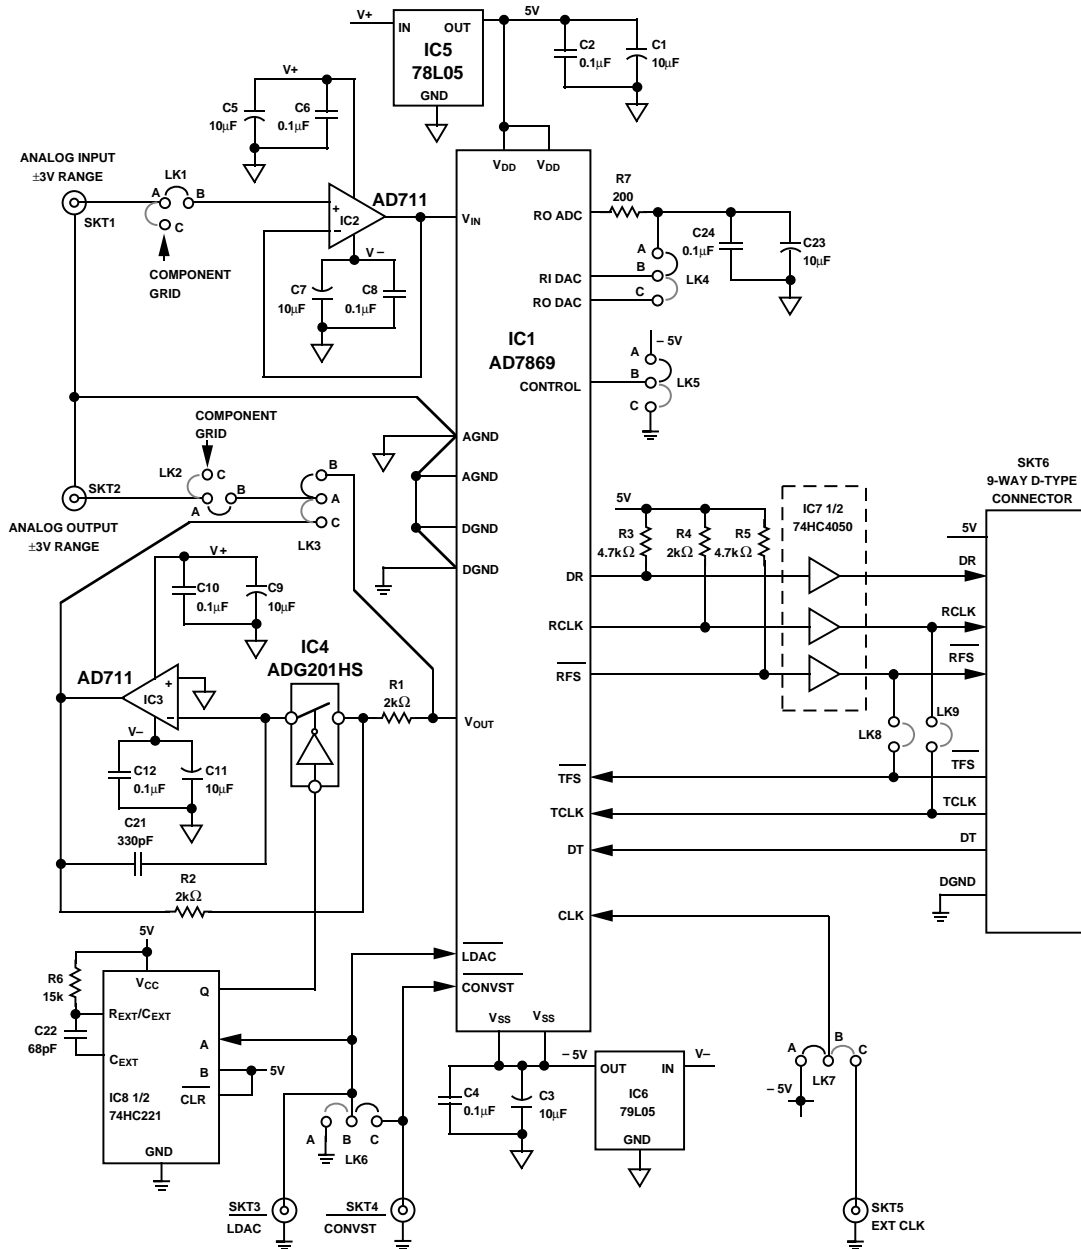 V+
IN
OUT
5V
IC5
78L05
GND
C2
0.1μF
C1
10μF
V+
C5
10μF
C6
0.1μF
ANALOG INPUT
±3V RANGE
LK1
A
B
C
SKT1
COMPONENT
GRID
AD711
+
IC2
−
V −
C7
10μF
C8
0.1μF
VDD
VDD
VIN
RO ADC
R7
200
RI DAC
RO DAC
A
B
C
LK4
C24
0.1μF
C23
10μF
IC1
AD7869
CONTROL
− 5V
A
B
C
LK5
COMPONENT
GRID
LK2
C
A
B
SKT2
ANALOG OUTPUT
±3V RANGE
B
A
C
LK3
AGND
AGND
DGND
DGND
V+
C10
0.1μF
C9
10μF
AD711
IC3
+
−
V−
C12
0.1μF
C11
10μF
IC4
ADG201HS
R1
2kΩ
VOUT
C21
330pF
R2
2kΩ
5V
R3
4.7kΩ
R4
2kΩ
R5
4.7kΩ
IC7 1/2
74HC4050
SKT6
9-WAY D-TYPE
CONNECTOR
5V
DR
DR
RCLK
RCLK
RFS
RFS
LK8
LK9
TFS
TFS
TCLK
TCLK
DT
DT
DGND
CLK
5V
R6
15k
C22
68pF
VCC
Q
REXT/CEXT
A
CEXT
B
5V
CLR
IC8 1/2
74HC221
GND
LDAC
CONVST
VSS
VSS
− 5V
C4
0.1μF
C3
10μF
OUT
IN
V−
IC6
79L05
GND
A
B
C
LK6
A
B
C
− 5V
LK7
SKT3
LDAC
SKT4
CONVST
SKT5
EXT CLK